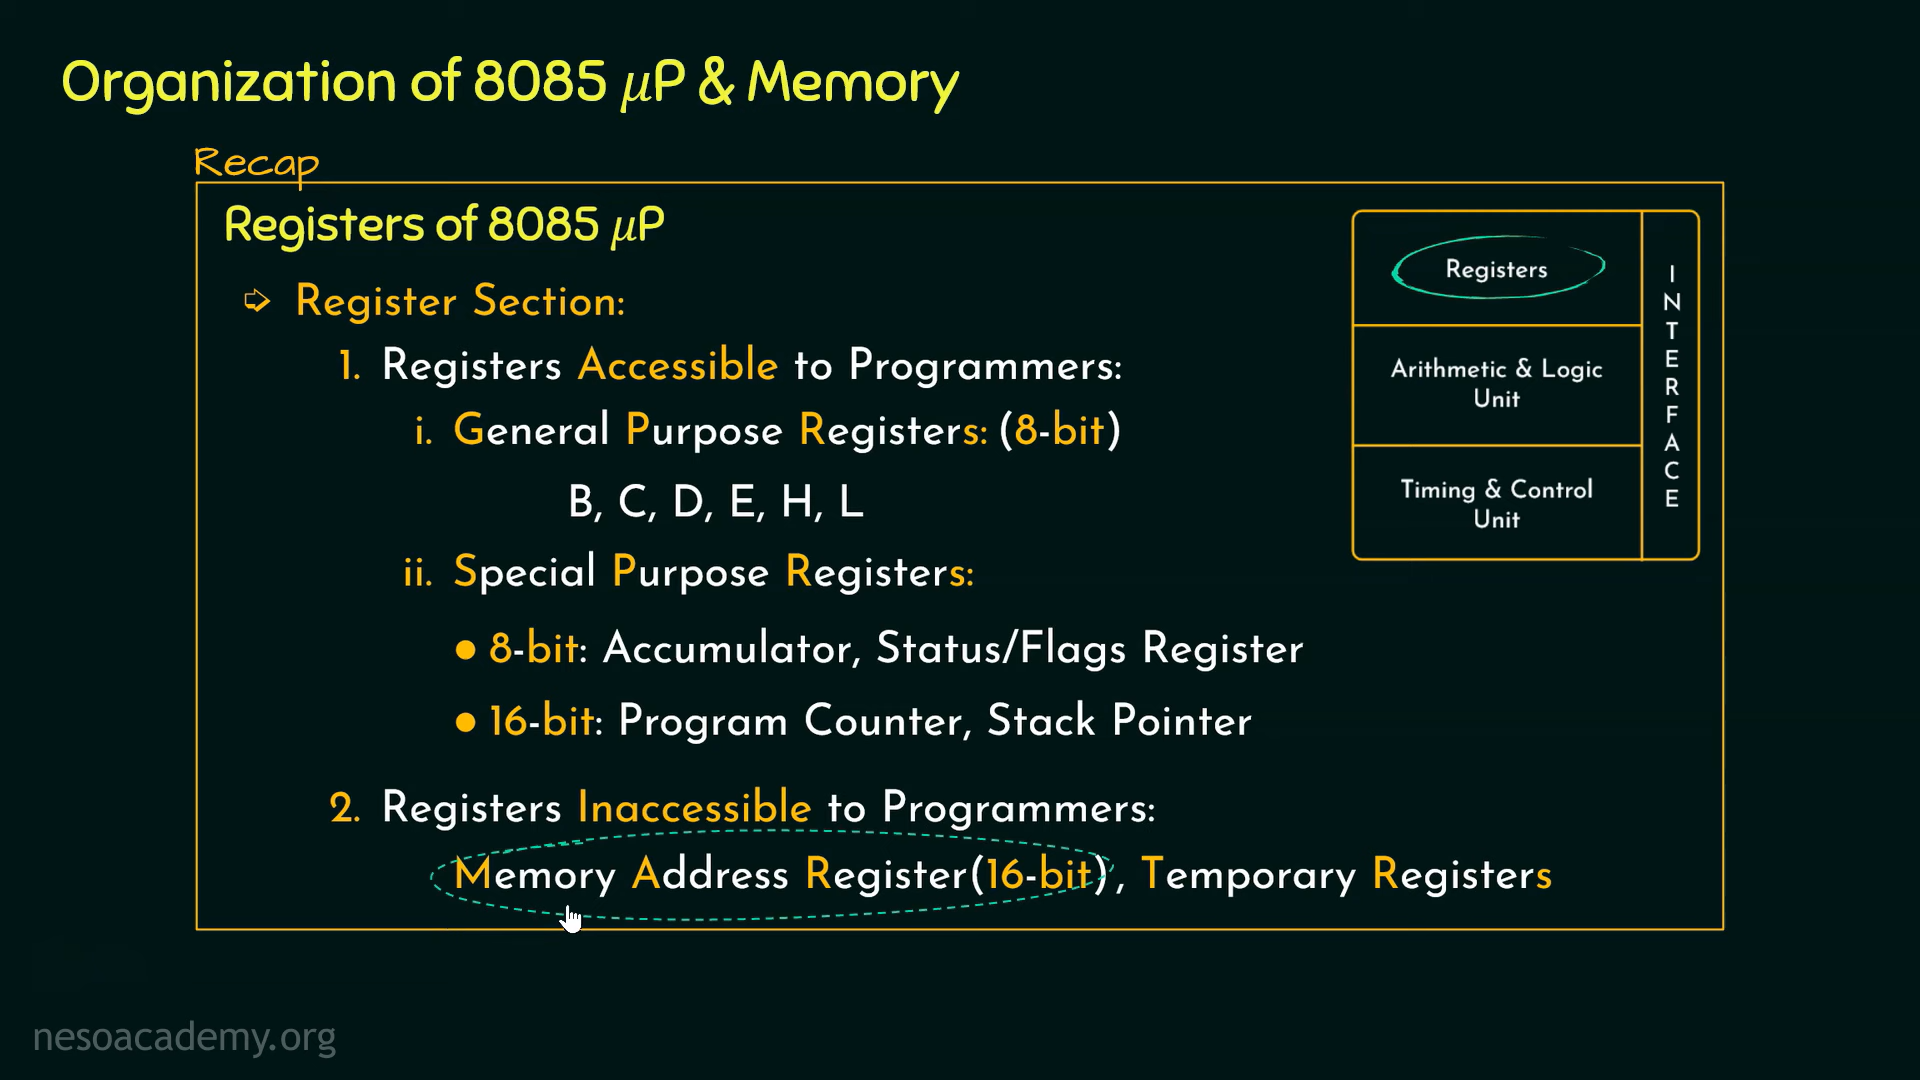 Organization of 8085 μP & Memory
Recap
Registers of 8085 μP
➩ Register Section:
1. Registers Accessible to Programmers:
i. General Purpose Registers: (8-bit)
B, C, D, E, H, L
ii. Special Purpose Registers:
● 8-bit: Accumulator, Status/Flags Register
● 16-bit: Program Counter, Stack Pointer
2. Registers Inaccessible to Programmers:
Memory Address Register(16-bit), Temporary Registers
Registers
Arithmetic & Logic
Unit
Timing & Control
Unit
INTERFACE
nesoacademy.org